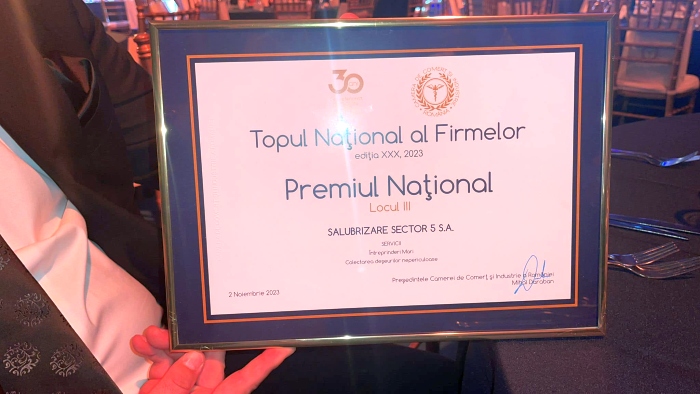 30
Topul Naţional al Firmelor
ediţia XXX, 2023
Premiul Naţional
Locul III
SALUBRIZARE SECTOR 5 S.A.
SERVICII
Întreprinderi Mari
Colectarea deşeurilor nepericuloase
Preşedintele Camerei de Comerţ şi Industrie a României
Mihai Daraban
2 Noiembrie 2023